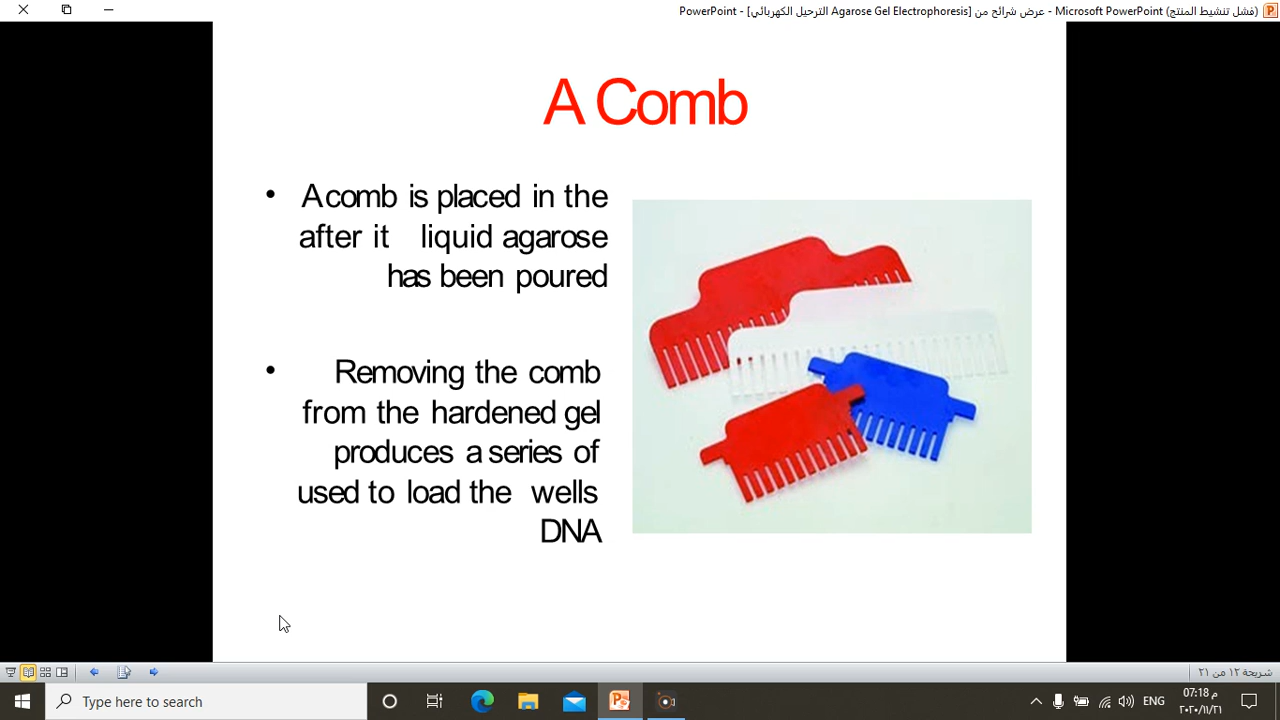 PowerPoint - [الترحيل الكهربائي Agarose Gel Electrophoresis] عرض شرائح من - Microsoft PowerPoint (فشل تنشيط المنتج)
A Comb
• A comb is placed in the
after it liquid agarose
has been poured
• Removing the comb
from the hardened gel
produces a series of
used to load the wells
DNA
شريحة ١٢ من ٢١
Type here to search
ENG
م 07:18
٢٠٢٠/١١/٢١